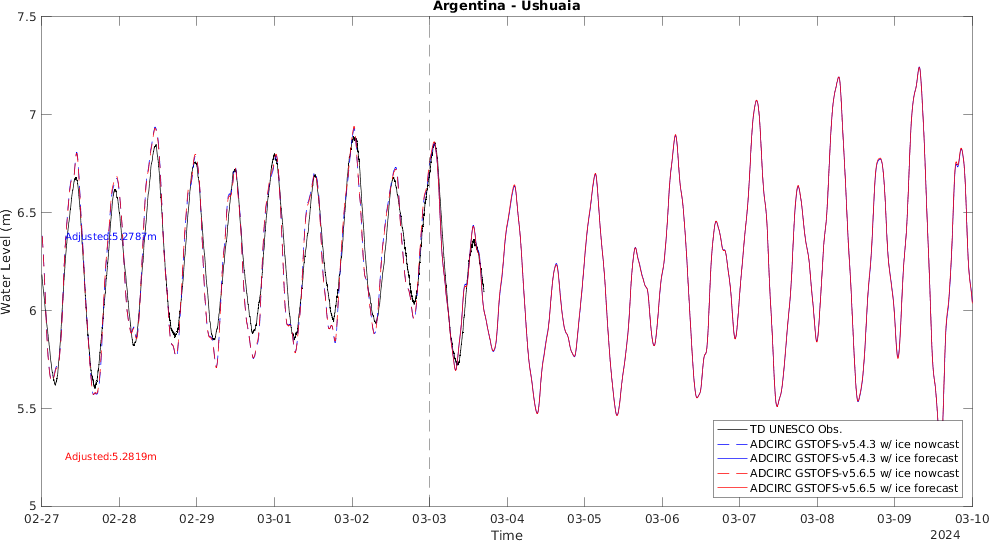 Argentina - Ushuaia
7.5
7
6.5
6
5.5
5
Water Level (m)
Adjusted:5.2787m
Adjusted:5.2819m
TD UNESCO Obs.
ADCIRC GSTOFS-v5.4.3 w/ ice nowcast
ADCIRC GSTOFS-v5.4.3 w/ ice forecast
ADCIRC GSTOFS-v5.6.5 w/ ice nowcast
ADCIRC GSTOFS-v5.6.5 w/ ice forecast
02-27 02-28 02-29 03-01 03-02 03-03 03-04 03-05 03-06 03-07 03-08 03-09 03-10
Time
2024